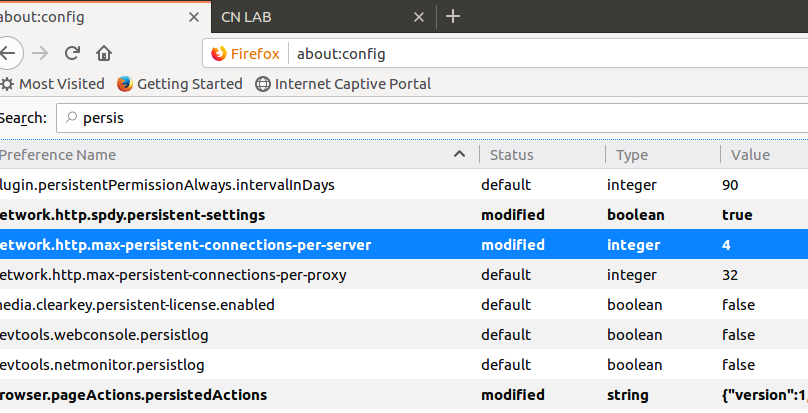 about:config CN LAB
Firefox about:config
Most Visited Getting Started Internet Captive Portal
Search: persis
Preference Name Status Type Value
lugin.persistentPermissionAlways.intervalInDays default integer 90
etwork.http.spdy.persistent-settings modified boolean true
etwork.http.max-persistent-connections-per-server modified integer 4
etwork.http.max-persistent-connections-per-proxy default integer 32
nedia.clearkey.persistent-license.enabled default boolean false
evtools.webconsole.persistlog default boolean false
evtools.netmonitor.persistlog default boolean false
rowser.pageActions.persistedActions modified string {"version":1